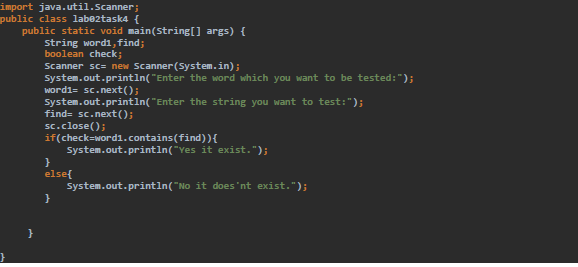 import java.util.Scanner;
public class lab02task4 {
    public static void main(String[] args) {
        String word1,find;
        boolean check;
        Scanner sc= new Scanner(System.in);
        System.out.println("Enter the word which you want to be tested:");
        word1= sc.next();
        System.out.println("Enter the string you want to test:");
        find= sc.next();
        sc.close();
        if(check=word1.contains(find)){
            System.out.println("Yes it exist.");
        }
        else{
            System.out.println("No it does'nt exist.");
        }
    }
}